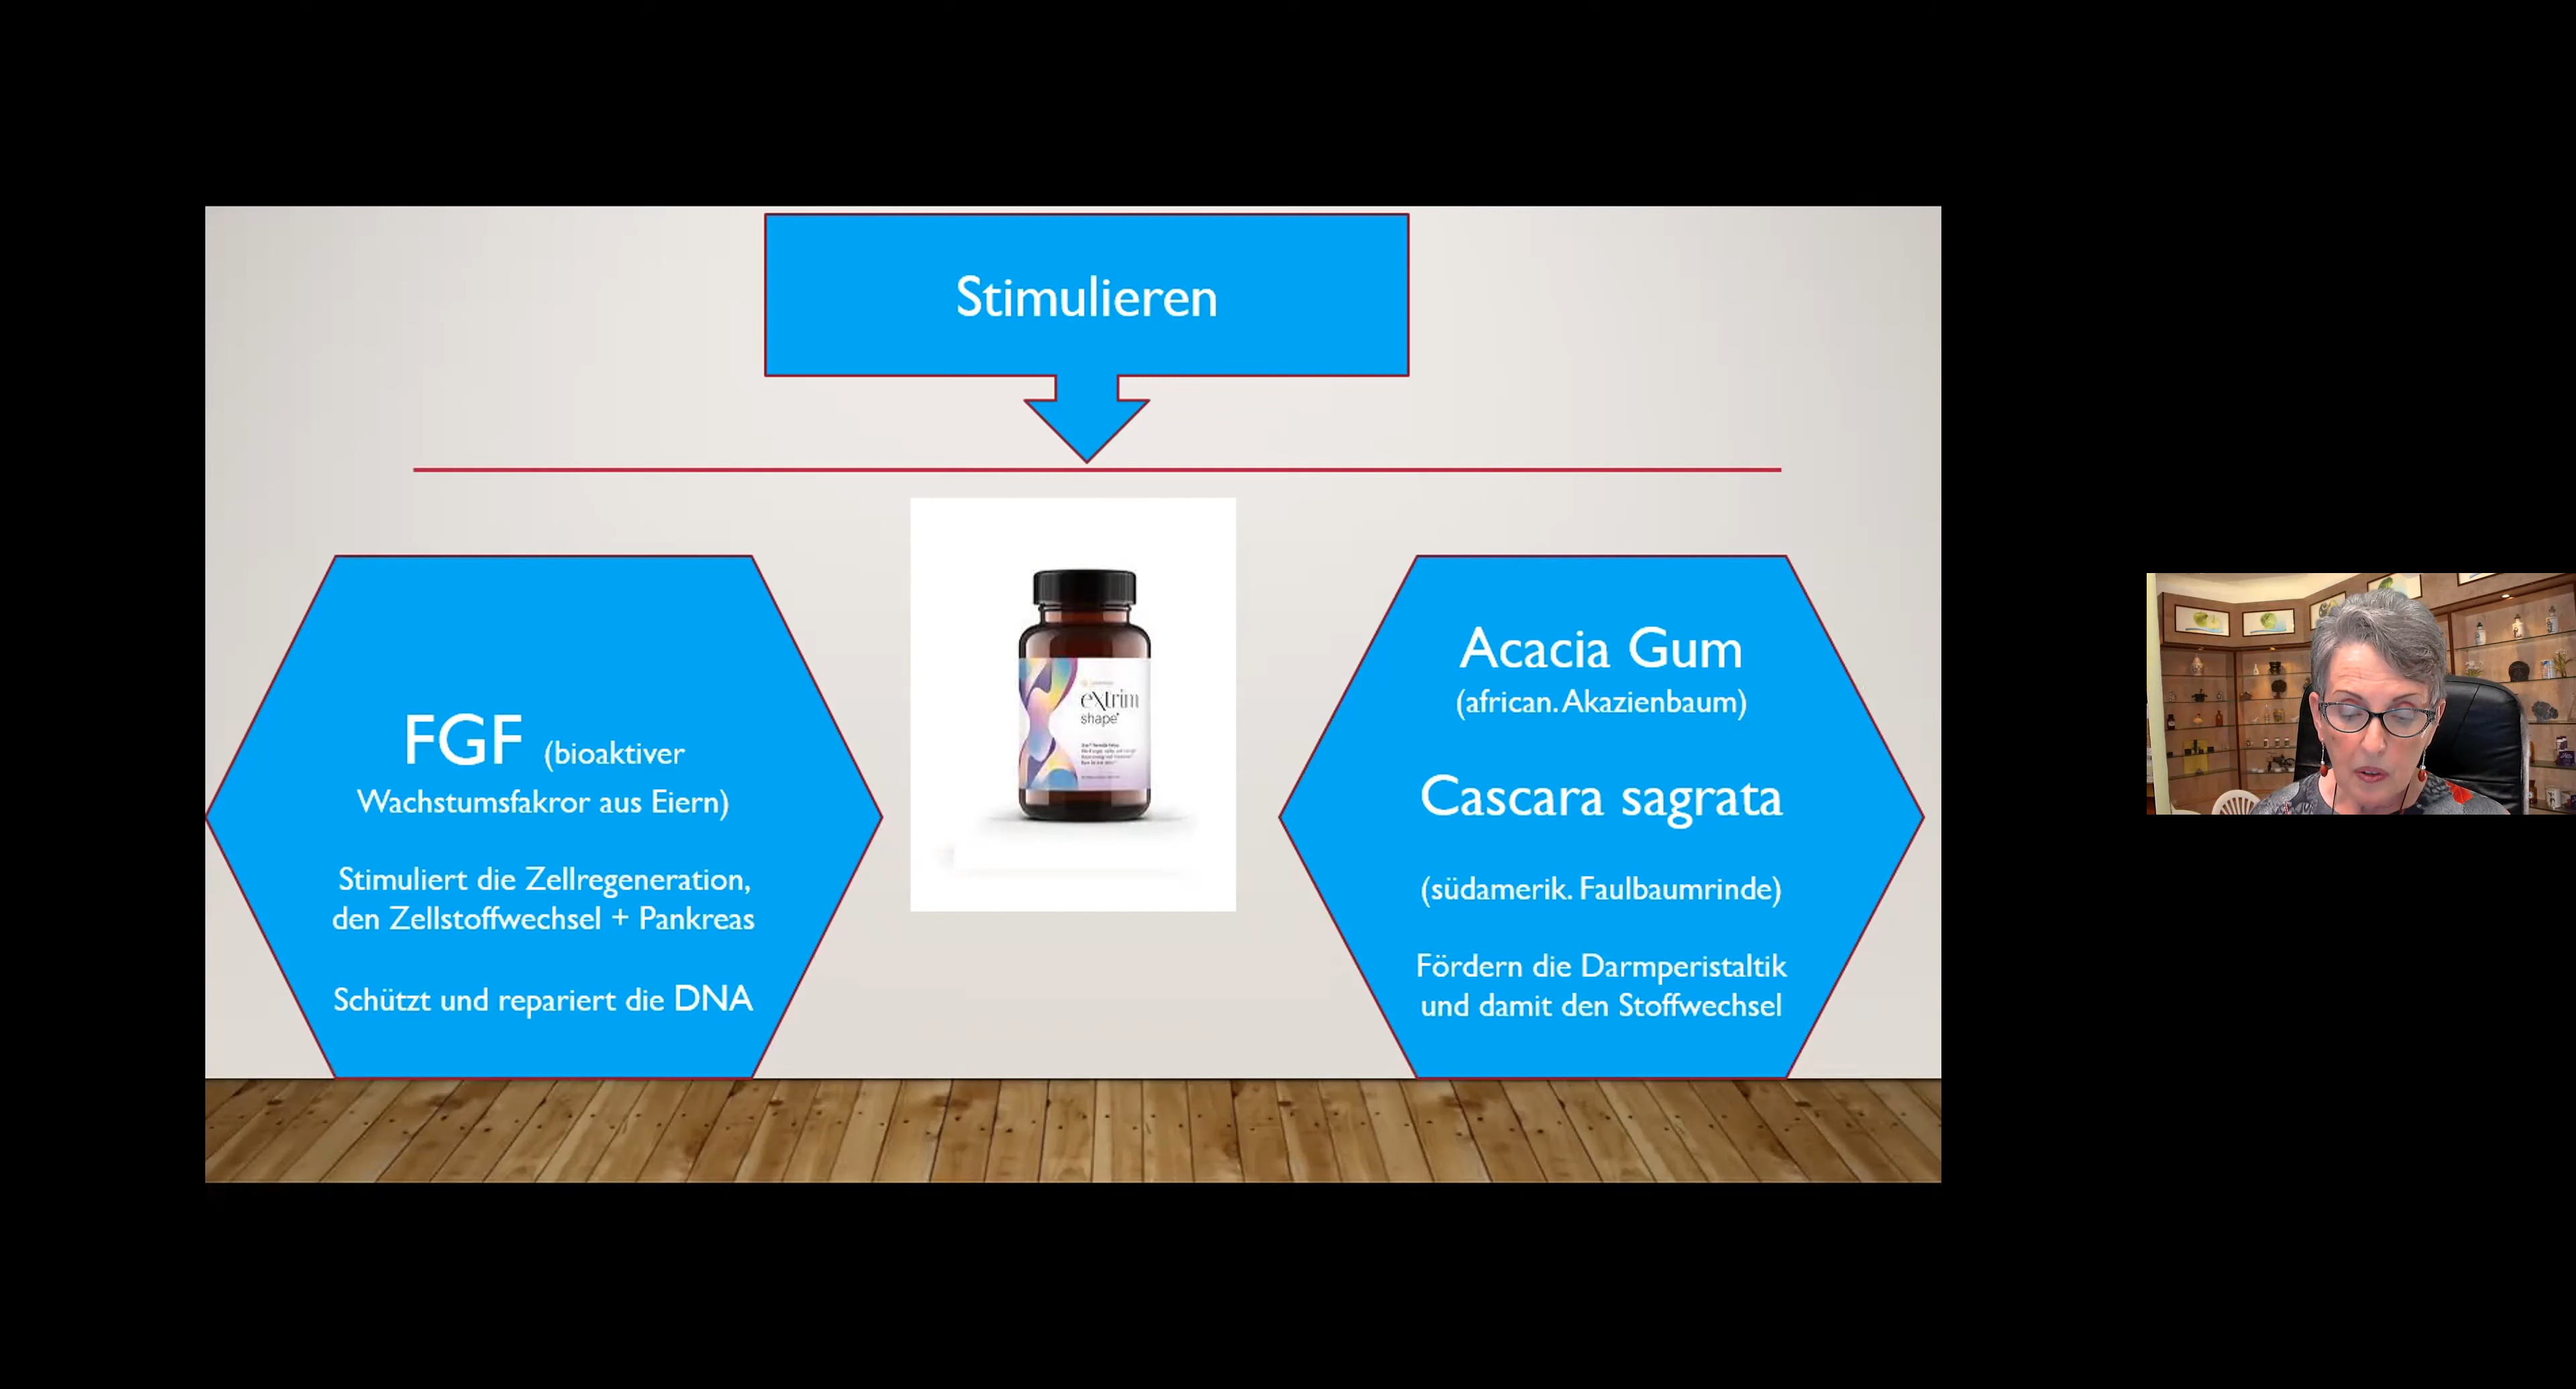 Stimulieren
eXtrim
shape
FGF (bioaktiver
Wachstumsfakror aus Eiern)
Stimuliert die Zellregeneration,
den Zellstoffwechsel + Pankreas
Schützt und repariert die DNA
Acacia Gum
(african. Akazienbaum)
Cascara sagrata
(südamerik. Faulbaumrinde)
Fördern die Darmperistaltik
und damit den Stoffwechsel